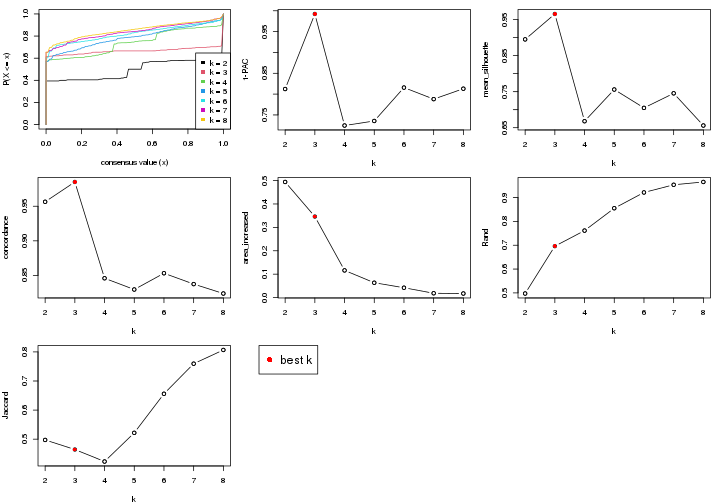 P(X <= x)
1.0
0.8
0.6
0.4
0.2
0.0
k = 2
k = 3
k = 4
k = 5
k = 6
k = 7
k = 8
0.0 0.2 0.4 0.6 0.8 1.0
consensus value (x)
1-PAC
0.95
0.85
0.75
2 3 4 5 6 7 8
k
mean_silhouette
0.95
0.85
0.75
0.65
2 3 4 5 6 7 8
k
concordance
0.95
0.90
0.85
2 3 4 5 6 7 8
k
area_increased
0.5
0.4
0.3
0.2
0.1
0.0
2 3 4 5 6 7 8
k
Rand
0.9
0.8
0.7
0.6
0.5
2 3 4 5 6 7 8
k
Jaccard
0.8
0.7
0.6
0.5
2 3 4 5 6 7 8
k
best k